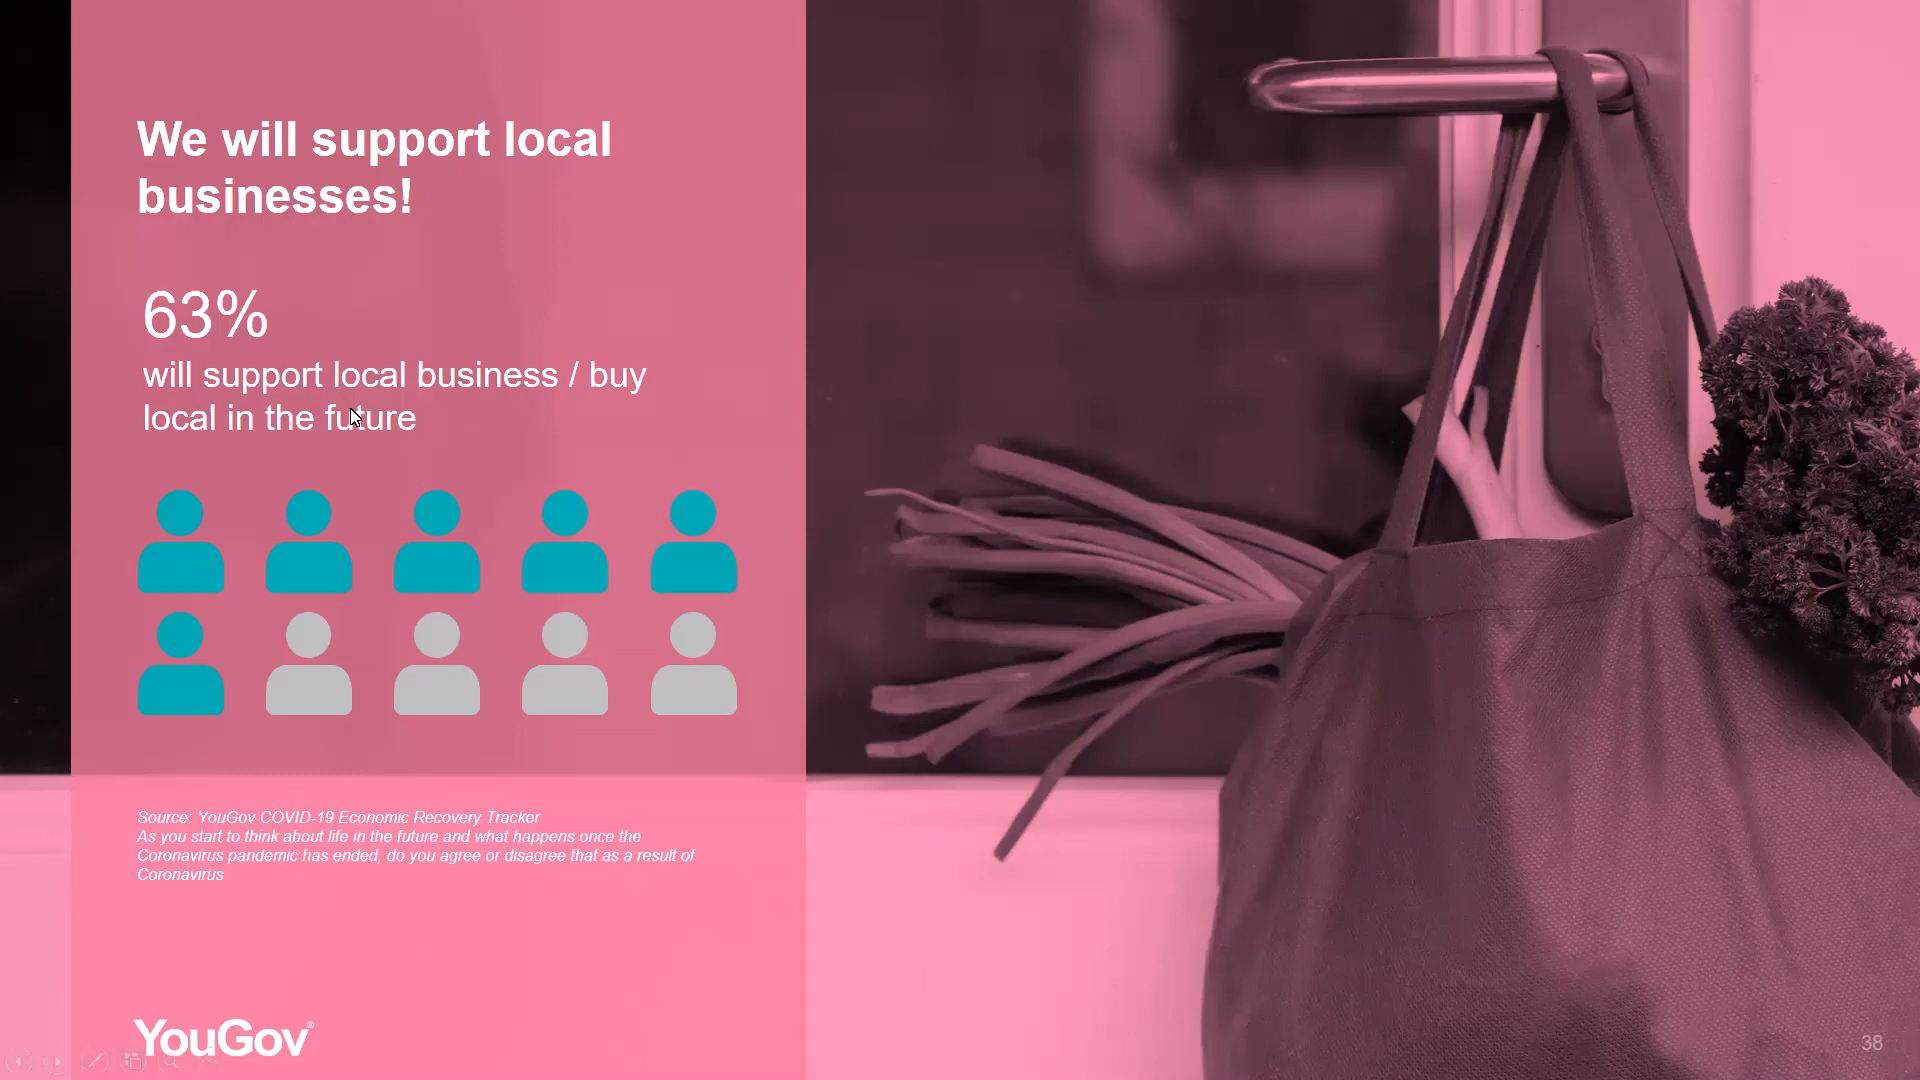 We will support local
businesses!
63%
will support local business / buy
local in the future
Source: YouGov COVID-19 Economic Recovery Tracker
As you start to think about life in the future and what happens once the
Coronavirus pandemic has ended, do you agree or disagree that as a result of
Coronavirus
YouGov®
38